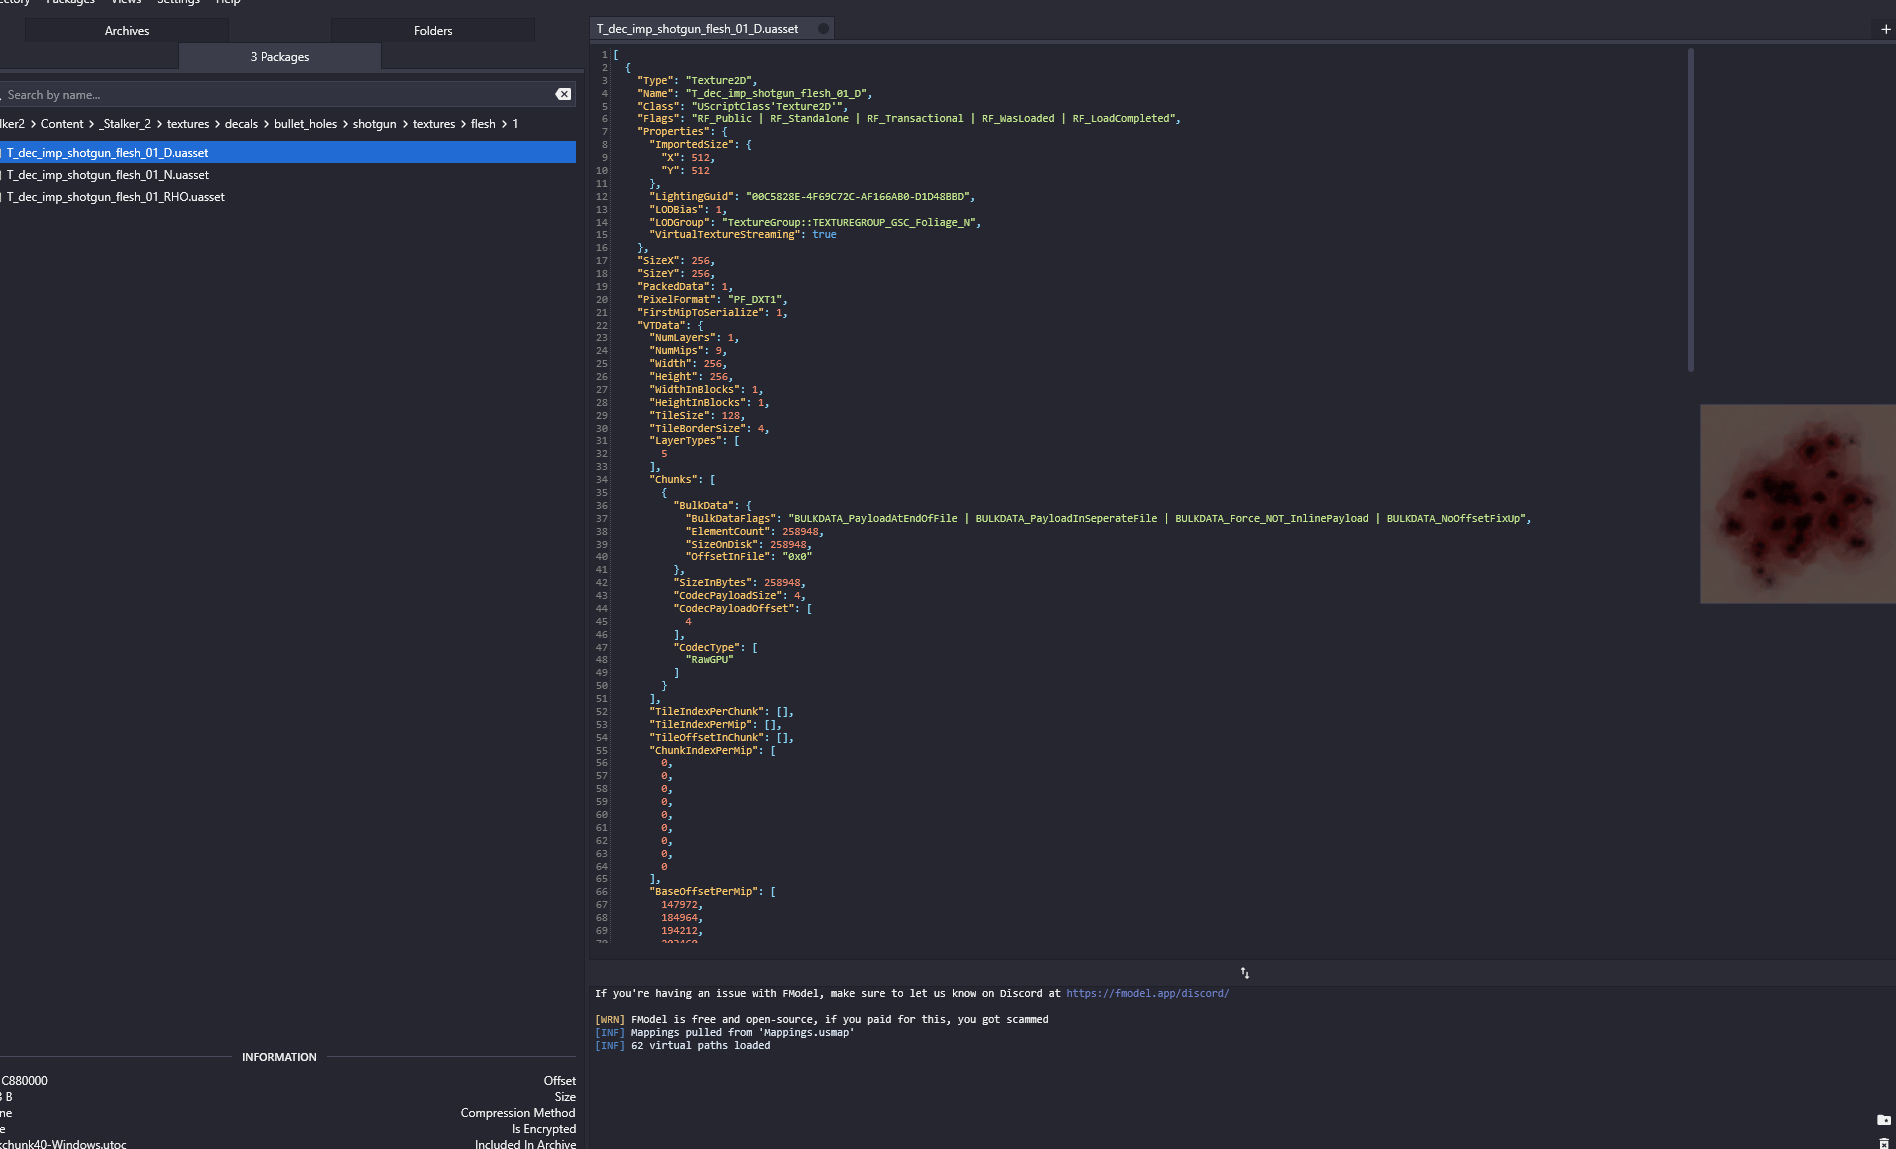 Packages Views Settings Help
Archives
Folders
3 Packages
Search by name...
Content > _Stalker_2 > textures > decals > bullet_holes > shotgun > textures > flesh > 1
T_dec_imp_shotgun_flesh_01_D.uasset
T_dec_imp_shotgun_flesh_01_N.uasset
T_dec_imp_shotgun_flesh_01_RHO.uasset
INFORMATION
C880000 Offset
B Size
Compression Method
Is Encrypted
chunk40-Windows.utoc Included In Archive
T_dec_imp_shotgun_flesh_01_D.uasset
1 [
2 {
3 "Type": "Texture2D",
4 "Name": "T_dec_imp_shotgun_flesh_01_D",
5 "Class": "UScriptClass'Texture2D'",
6 "Flags": "RF_Public | RF_Standalone | RF_Transactional | RF_WasLoaded | RF_LoadCompleted",
7 "Properties": {
8 "ImportedSize": {
9 "X": 512,
10 "Y": 512
11 },
12 "LightingGuid": "00C5828E-4F69C72C-AF166AB0-D1D48BBD",
13 "LODBias": 1,
14 "LODGroup": "TextureGroup::TEXTUREGROUP_GSC_Foliage_N",
15 "VirtualTextureStreaming": true
16 },
17 "SizeX": 256,
18 "SizeY": 256,
19 "PackedData": 1,
20 "PixelFormat": "PF_DXT1",
21 "FirstMipToSerialize": 1,
22 "VTData": {
23 "NumLayers": 1,
24 "NumMips": 9,
25 "Width": 256,
26 "Height": 256,
27 "WidthInBlocks": 1,
28 "HeightInBlocks": 1,
29 "TileSize": 128,
30 "TileBorderSize": 4,
31 "LayerTypes": [
32 5
33 ],
34 "Chunks": [
35 {
36 "BulkData": {
37 "BulkDataFlags": "BULKDATA_PayloadAtEndOfFile | BULKDATA_PayloadInSeperateFile | BULKDATA_Force_NOT_InlinePayload | BULKDATA_NoOffsetFixUp",
38 "ElementCount": 258948,
39 "SizeOnDisk": 258948,
40 "OffsetInFile": "0x0"
41 },
42 "SizeInBytes": 258948,
43 "CodecPayloadSize": 4,
44 "CodecPayloadOffset": [
45 4
46 ],
47 "CodecType": [
48 "RawGPU"
49 ]
50 }
51 ],
52 "TileIndexPerChunk": [],
53 "TileIndexPerMip": [],
54 "TileOffsetInChunk": [],
55 "ChunkIndexPerMip": [
56 0,
57 0,
58 0,
59 0,
60 0,
61 0,
62 0,
63 0,
64 0
65 ],
66 "BaseOffsetPerMip": [
67 147972,
68 184964,
69 194212,
If you're having an issue with FModel, make sure to let us know on Discord at https://fmodel.app/discord/
[WRN] FModel is free and open-source, if you paid for this, you got scammed
[INF] Mappings pulled from 'Mappings.usmap'
[INF] 62 virtual paths loaded